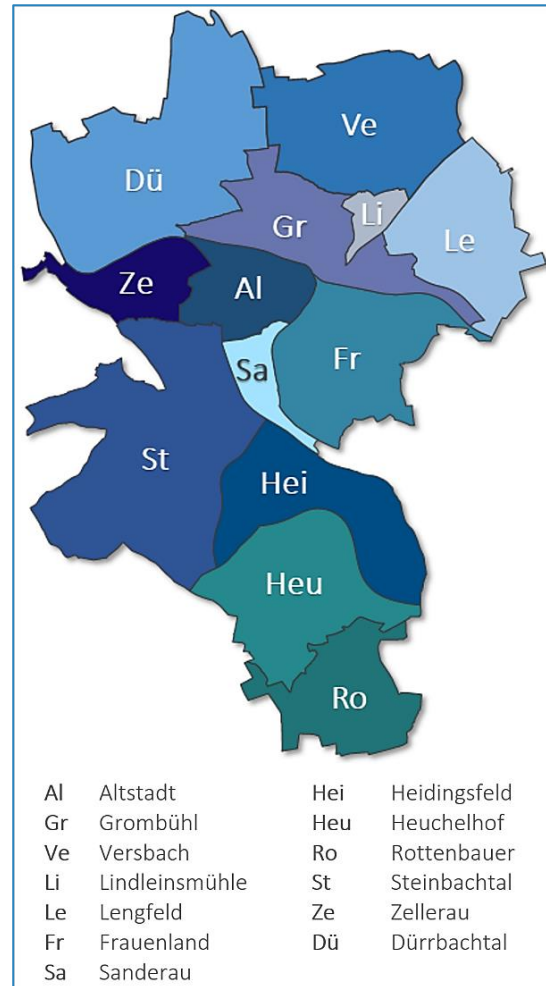 Ve
Dü
Li
Gr
Le
Ze
Al
Fr
Sa
St
Hei
Heu
Ro
Al Altstadt
Gr Grombühl
Ve Versbach
Li Lindleinsmühle
Le Lengfeld
Fr Frauenland
Sa Sanderau
Hei Heidingsfeld
Heu Heuchelhof
Ro Rottenbauer
St Steinbachtal
Ze Zellerau
Dü Dürrbachtal